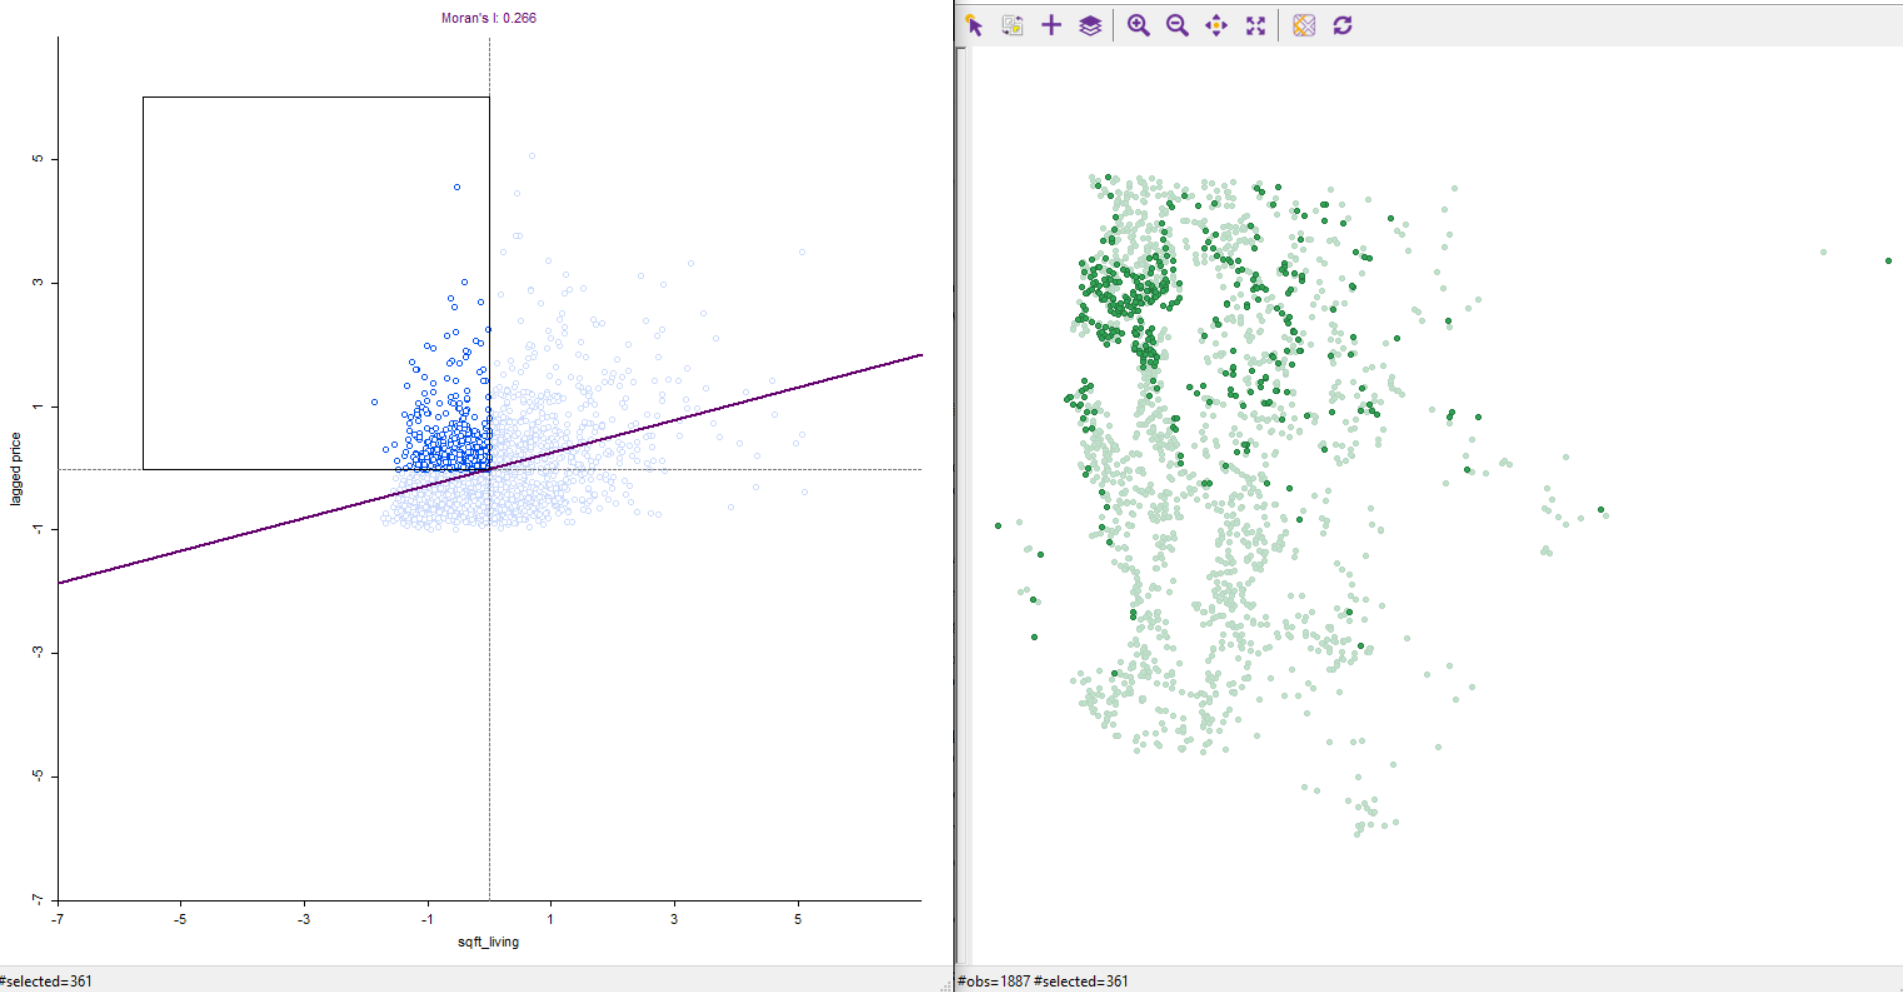 Moran's I: 0.266
lagged price
5
3
1
-1
-3
-5
-7
-7 -5 -3 -1 1 3 5
sqft_living
#selected=361
#obs=1887 #selected=361